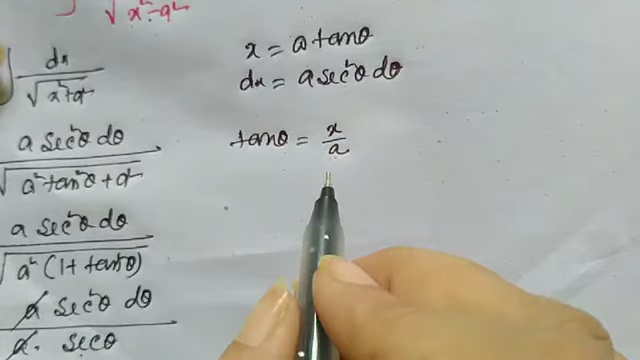 ∫ 1/√(x²-a²)
∫ dx/√(x²+a²)
x = a tanθ
dx = a sec²θ dθ
tanθ = x/a
a sec²θ dθ/√(a²tan²θ + a²)
a sec²θ dθ/√(a²(1+tan²θ))
a sec²θ dθ/a. secθ